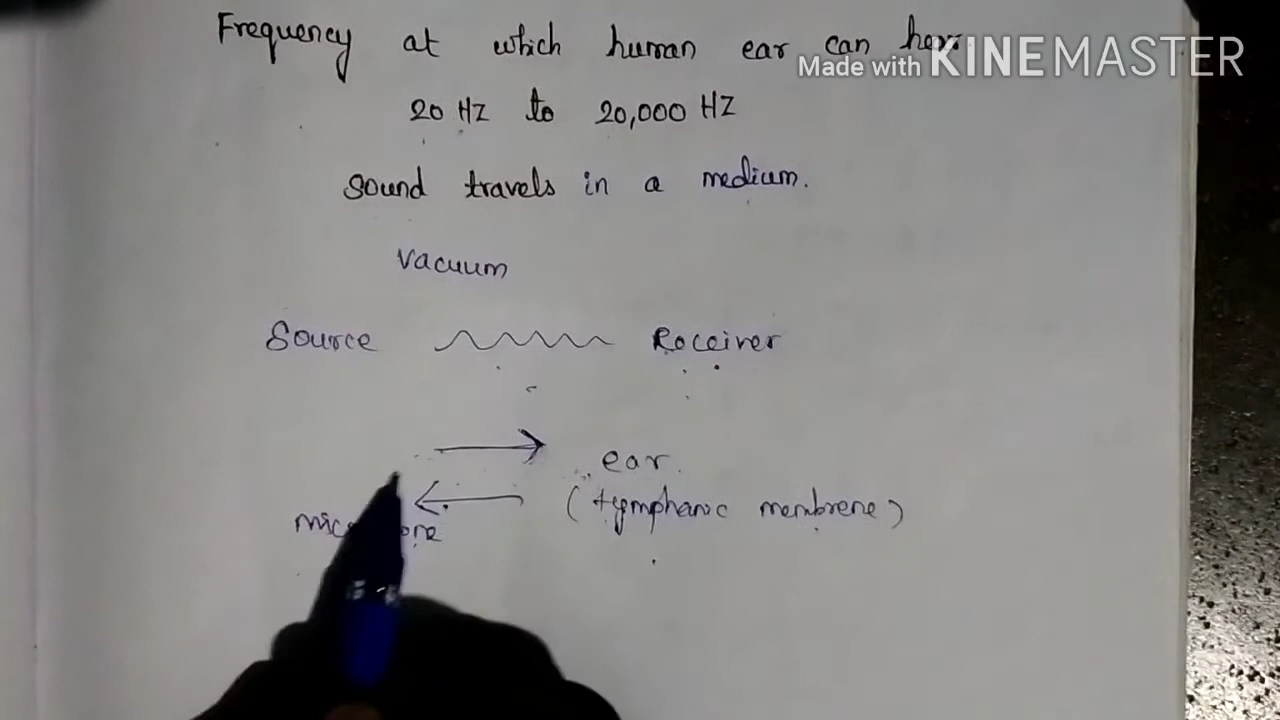 Frequency at which human ear can hear
Made with KINEMASTER
20 HZ to 20,000 HZ
Sound travels in a medium.
Vacuum
Source Receiver
ear.
(tymphanic membrene)